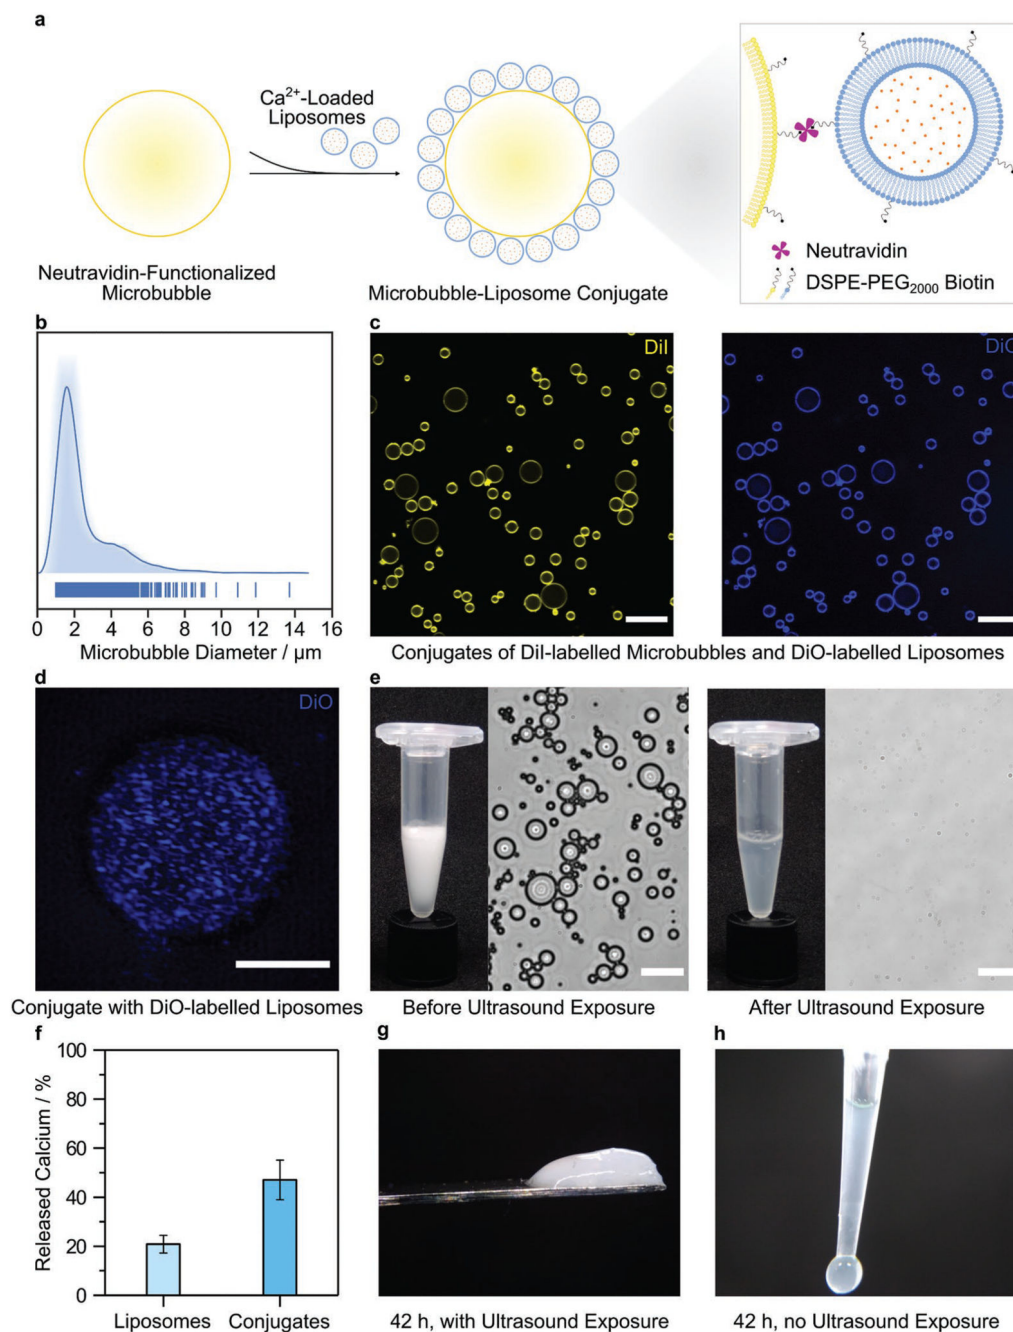 a
Ca²⁺-Loaded
Liposomes
Neutravidin-Functionalized
Microbubble
Microbubble-Liposome Conjugate
Neutravidin
DSPE-PEG₂₀₀₀ Biotin
b
0 2 4 6 8 10 12 14 16
Microbubble Diameter / μm
c
DiI
Conjugates of DiI-labelled Microbubbles and DiO-labelled Liposomes
d
DiO
Conjugate with DiO-labelled Liposomes
e
Before Ultrasound Exposure
After Ultrasound Exposure
f
Released Calcium / %
100
80
60
40
20
0
Liposomes
Conjugates
g
42 h, with Ultrasound Exposure
h
42 h, no Ultrasound Exposure